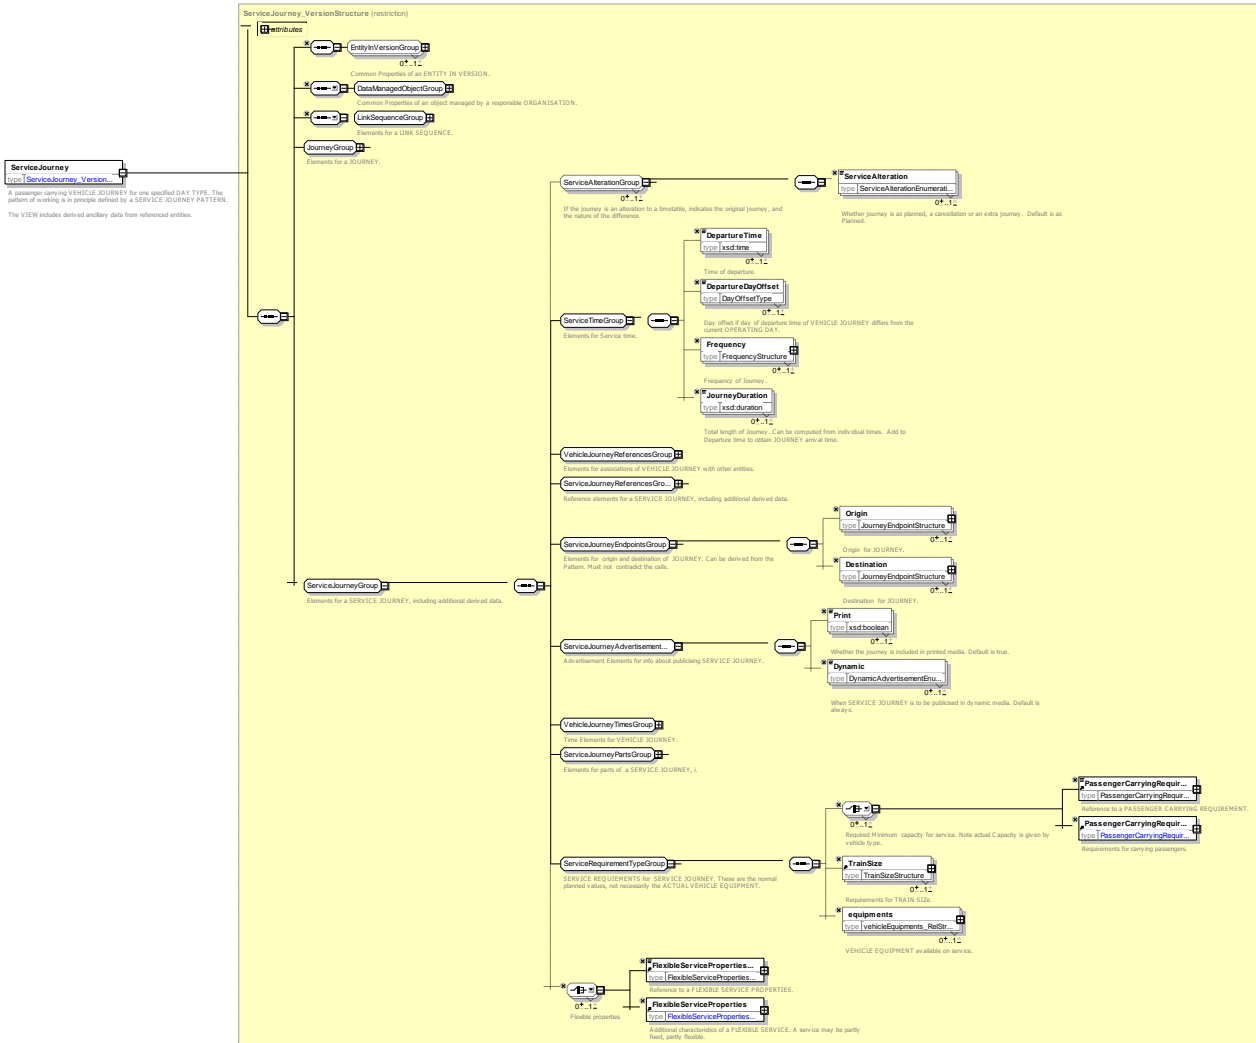 ServiceJourney_VersionStructure (restriction)
attributes
EntityInVersionGroup
0..1
Common Properties of an ENTITY IN VERSION.
DataManagedObjectGroup
Common Properties of an object managed by a responsible ORGANISATION.
LinkSequenceGroup
Elements for a LINK SEQUENCE.
JourneyGroup
Elements for a JOURNEY.
ServiceJourney
type ServiceJourney_Version...
A passenger carrying VEHICLE JOURNEY for one specified DAY TYPE. The
pattern of working is in principle defined by a SERVICE JOURNEY PATTERN.
The VIEW includes derived ancillary data from referenced entities.
ServiceAlterationGroup
0..1
If the journey is an alteration to a timetable, indicates the original journey, and
the nature of the difference.
ServiceAlteration
type ServiceAlterationEnumerati...
0..1
Whether journey is as planned, a cancellation or an extra journey. Default is as
Planned.
DepartureTime
type xsd:time
0..1
Time of departure.
DepartureDayOffset
type DayOffsetType
0..1
Day offset if day of departure time of VEHICLE JOURNEY differs from the
current OPERATING DAY.
ServiceTimeGroup
Elements for Service time.
Frequency
type FrequencyStructure
0..1
Frequency of Journey.
JourneyDuration
type xsd:duration
0..1
Total length of Journey. Can be computed from individual times. Add to
Departure time to obtain JOURNEY arrival time.
VehicleJourneyReferencesGroup
Elements for associations of VEHICLE JOURNEY with other entities.
ServiceJourneyReferencesGro...
Reference elements for a SERVICE JOURNEY, including additional derived data.
Origin
type JourneyEndpointStructure
0..1
Origin for JOURNEY.
ServiceJourneyEndpointsGroup
Elements for origin and destination of JOURNEY. Can be derived from the
Pattern. Must not contradict the calls.
Destination
type JourneyEndpointStructure
0..1
Destination for JOURNEY.
ServiceJourneyGroup
Elements for a SERVICE JOURNEY, including additional derived data.
Print
type xsd:boolean
0..1
Whether the journey is included in printed media. Default is true.
ServiceJourneyAdvertisement...
Advertisement Elements for info about publicising SERVICE JOURNEY.
Dynamic
type DynamicAdvertisementEnu...
0..1
When SERVICE JOURNEY is to be publicised in dynamic media. Default is
always.
VehicleJourneyTimesGroup
Time Elements for VEHICLE JOURNEY.
ServiceJourneyPartsGroup
Elements for parts of a SERVICE JOURNEY, i.
PassengerCarryingRequir...
type PassengerCarryingRequir...
Reference to a PASSENGER CARRYING REQUIREMENT.
0..1
Required Minimum capacity for service. Note actual Capacity is given by
vehicle type.
PassengerCarryingRequir...
type PassengerCarryingRequir...
Requirements for carrying passengers.
ServiceRequirementTypeGroup
SERVICE REQUIEMENTS for SERVICE JOURNEY. These are the normal
planned values, not necessarily the ACTUAL VEHICLE EQUIPMENT.
TrainSize
type TrainSizeStructure
0..1
Requirements for TRAIN SIZe.
equipments
type vehicleEquipments_RelStr...
0..1
VEHICLE EQUIPMENT available on service.
FlexibleServiceProperties...
type FlexibleServiceProperties...
Reference to a FLEXIBLE SERVICE PROPERTIES.
0..1
Flexible properties
FlexibleServiceProperties
type FlexibleServiceProperties...
Additional characteristics of a FLEXIBLE SERVICE. A service may be partly
fixed, partly flexible.